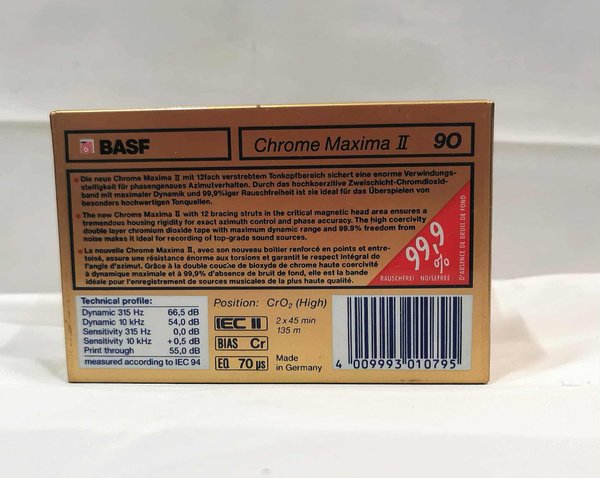 BASF
Chrome Maxima II 90
Die neue Chrome Maxima II mit 12fach verstrebtem Tonkopfbereich sichert eine enorme Verwindungs-
steifigkeit für phasengenaues Azimutverhalten. Durch das hochkoerzitive Zweischicht-Chromdioxid-
band mit maximaler Dynamik und 99,9%iger Rauschfreiheit ist sie ideal für das Überspielen von
besonders hochwertigen Tonquellen.
The new Chrome Maxima II with 12 bracing struts in the critical magnetic head area ensures a
tremendous housing rigidity for exact azimuth control and phase accuracy. The high coercivity
double layer chromium dioxide tape with maximum dynamic range and 99.9% freedom from
noise makes it ideal for recording of top-grade sound sources.
Le nouvelle Chrome Maxima II, avec son nouveau boîtier renforcé en points et entre-
toisé, assure une résistance énorme aux torsions et garantit le respect intégral de
l'angle d'azimut. Grâce à la double couche de bioxyde de chrome haute coercivité
à dynamique maximale et à 99,9% d'absence de bruit de fond, elle est la bande
idéale pour l'enregistrement de sources musicales de la plus haute qualité.
99,9%
RAUSCHFREI NOISEFREE
D'ABSENCE DE BRUIT DE FOND
Technical profile:
Dynamic 315 Hz 66,5 dB
Dynamic 10 kHz 54,0 dB
Sensitivity 315 Hz 0,0 dB
Sensitivity 10 kHz +0,5 dB
Print through 55,0 dB
measured according to IEC 94
Position: CrO₂ (High)
IEC II
2 x 45 min
135 m
BIAS Cr
EQ 70 µs
Made
in Germany
4 009993 010795